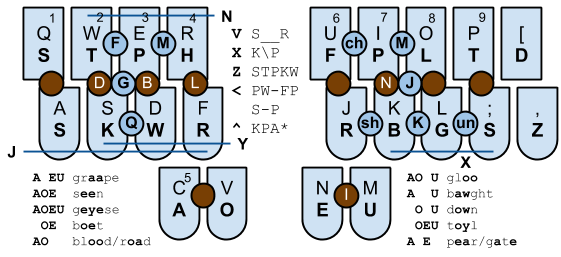 1 2 3 4 N 6 7 8 9
Q W E R U I O P [
S T F P M H F ch P M L T D
D G B L N J
A S D F J K L ; ,
S K Q W R R sh B K G un S Z
J Y X
5
C V N M
A O E I U
V S__R
X K\P
Z STPKW
< PW-FP
S-P
^ KPA*
A EU graape
AOE seen
AOEU geyese
OE boet
AO blood/road
AO U gloo
A U bawght
O U down
OEU toyl
A E pear/gate